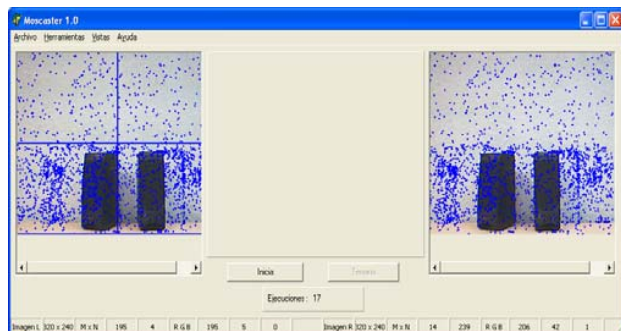 Moscaster 1.0
Archivo Herramientas Vistas Ayuda
Inicia Termina
Ejecuciones : 17
Imagen L 320 x 240 M x N 195 4 R G B 195 5 0 Imagen R 320 x 240 M x N 14 239 R G B 206 42 1